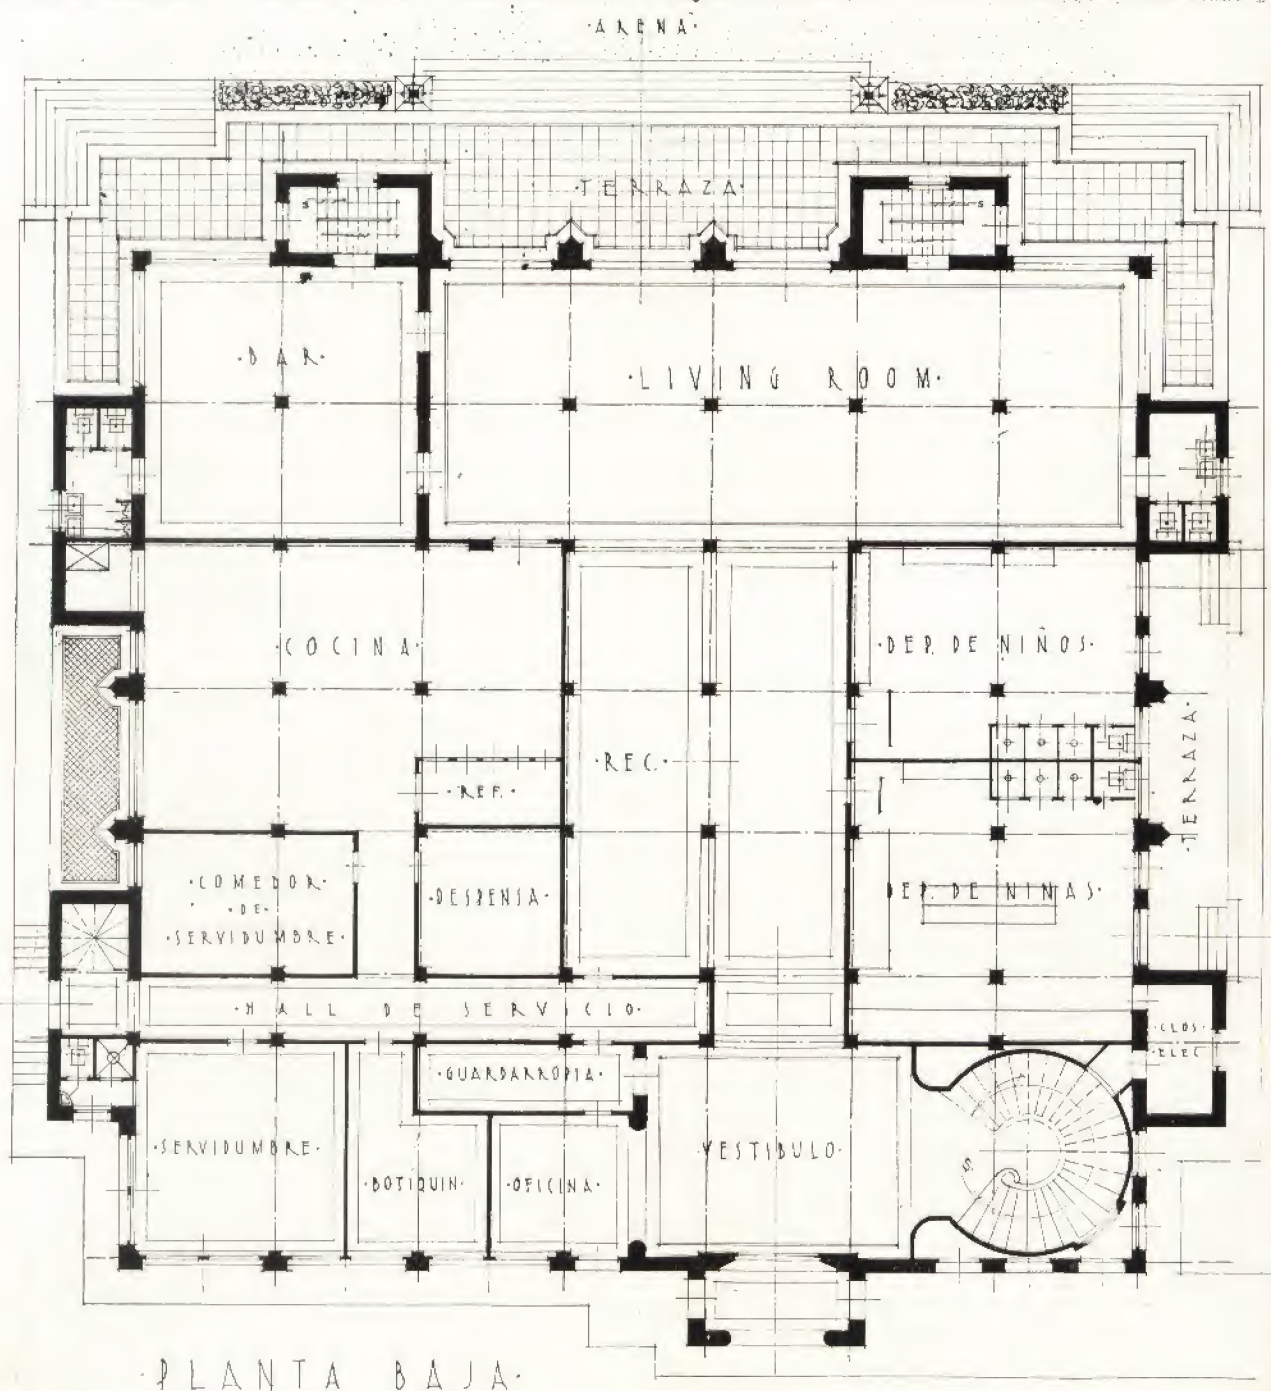 ·ARENA·
·TERRAZA·
S
S
·BAR·
·LIVING ROOM·
·COCINA·
·DEP. DE NIÑOS·
·REC.·
·REF.·
·TERRAZA·
·COMEDOR·
·DE·
·SERVIDUMBRE·
·DESPENSA·
DEP. DE NIÑAS·
·HALL DE SERVICIO·
·CLOS·
·ELEC·
·GUARDARROPIA·
·SERVIDUMBRE·
·BOTIQUIN·
·OFICINA·
·VESTIBULO·
S.
·PLANTA BAJA·